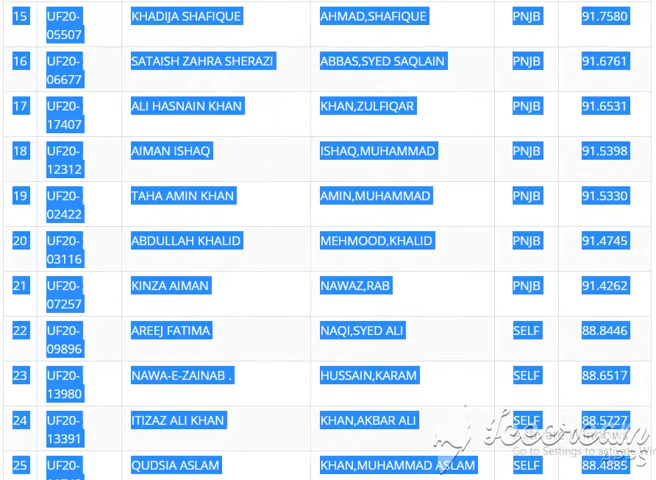 15 UF20- KHADIJA SHAFIQUE AHMAD,SHAFIQUE PNJB 91.7580
05507
16 UF20- SATAISH ZAHRA SHERAZI ABBAS,SYED SAQLAIN PNJB 91.6761
06677
17 UF20- ALI HASNAIN KHAN KHAN,ZULFIQAR PNJB 91.6531
17407
18 UF20- AIMAN ISHAQ ISHAQ,MUHAMMAD PNJB 91.5398
12312
19 UF20- TAHA AMIN KHAN AMIN,MUHAMMAD PNJB 91.5330
02422
20 UF20- ABDULLAH KHALID MEHMOOD,KHALID PNJB 91.4745
03116
21 UF20- KINZA AIMAN NAWAZ,RAB PNJB 91.4262
07257
22 UF20- AREEJ FATIMA NAQI,SYED ALI SELF 88.8446
09896
23 UF20- NAWA-E-ZAINAB . HUSSAIN,KARAM SELF 88.6517
13980
24 UF20- ITIZAZ ALI KHAN KHAN,AKBAR ALI SELF 88.5727
13391
Icecream
Go to Settings to activate Win
APPS
25 UF20- QUDSIA ASLAM KHAN,MUHAMMAD ASLAM SELF 88.4885